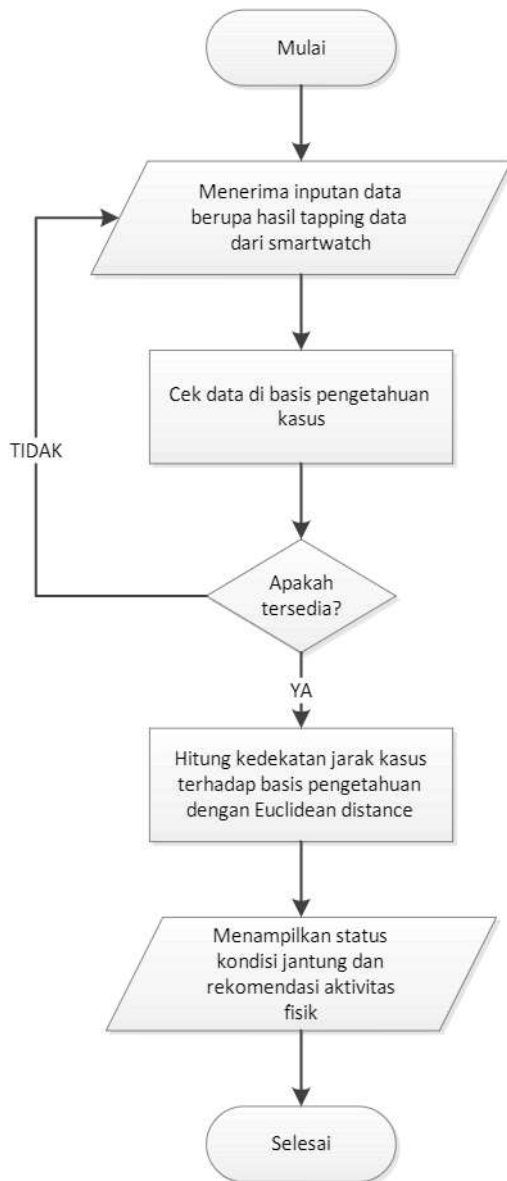 Mulai
Menerima inputan data
berupa hasil tapping data
dari smartwatch
Cek data di basis pengetahuan
kasus
TIDAK
Apakah
tersedia?
YA
Hitung kedekatan jarak kasus
terhadap basis pengetahuan
dengan Euclidean distance
Menampilkan status
kondisi jantung dan
rekomendasi aktivitas
fisik
Selesai